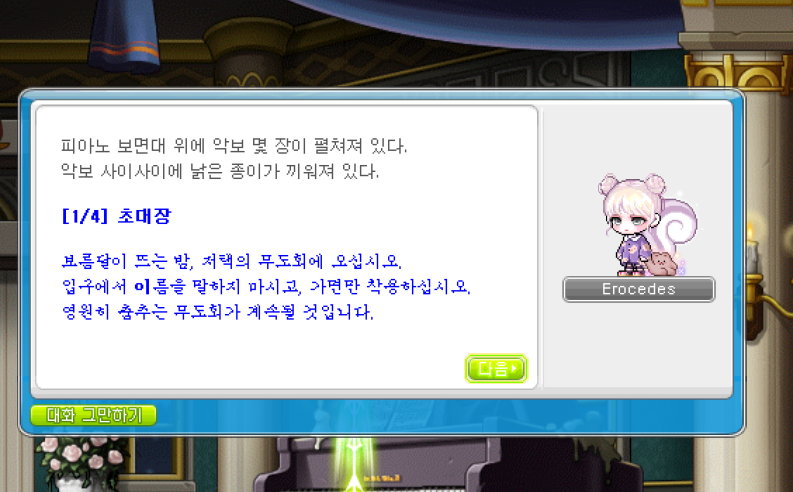 피아노 보면대 위에 악보 몇 장이 펼쳐져 있다.
악보 사이사이에 낡은 종이가 끼워져 있다.
[1/4] 초대장
보름달이 뜨는 밤, 저택의 무도회에 오십시오.
입구에서 이름을 말하지 마시고, 가면만 착용하십시오.
영원히 춤추는 무도회가 계속될 것입니다.
Erocedes
다음
대화 그만하기